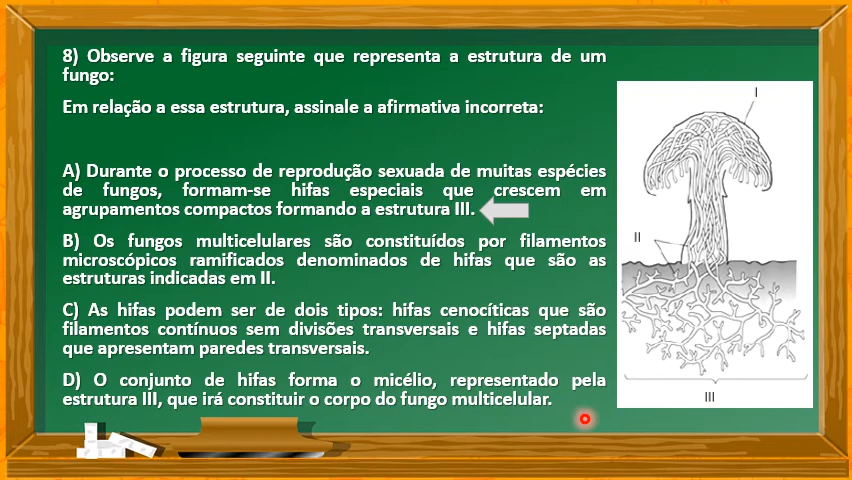 8) Observe a figura seguinte que representa a estrutura de um
fungo:
Em relação a essa estrutura, assinale a afirmativa incorreta:
A) Durante o processo de reprodução sexuada de muitas espécies
de fungos, formam-se hifas especiais que crescem em
agrupamentos compactos formando a estrutura III.
B) Os fungos multicelulares são constituídos por filamentos
microscópicos ramificados denominados de hifas que são as
estruturas indicadas em II.
C) As hifas podem ser de dois tipos: hifas cenocíticas que são
filamentos contínuos sem divisões transversais e hifas septadas
que apresentam paredes transversais.
D) O conjunto de hifas forma o micélio, representado pela
estrutura III, que irá constituir o corpo do fungo multicelular.
I
II
III